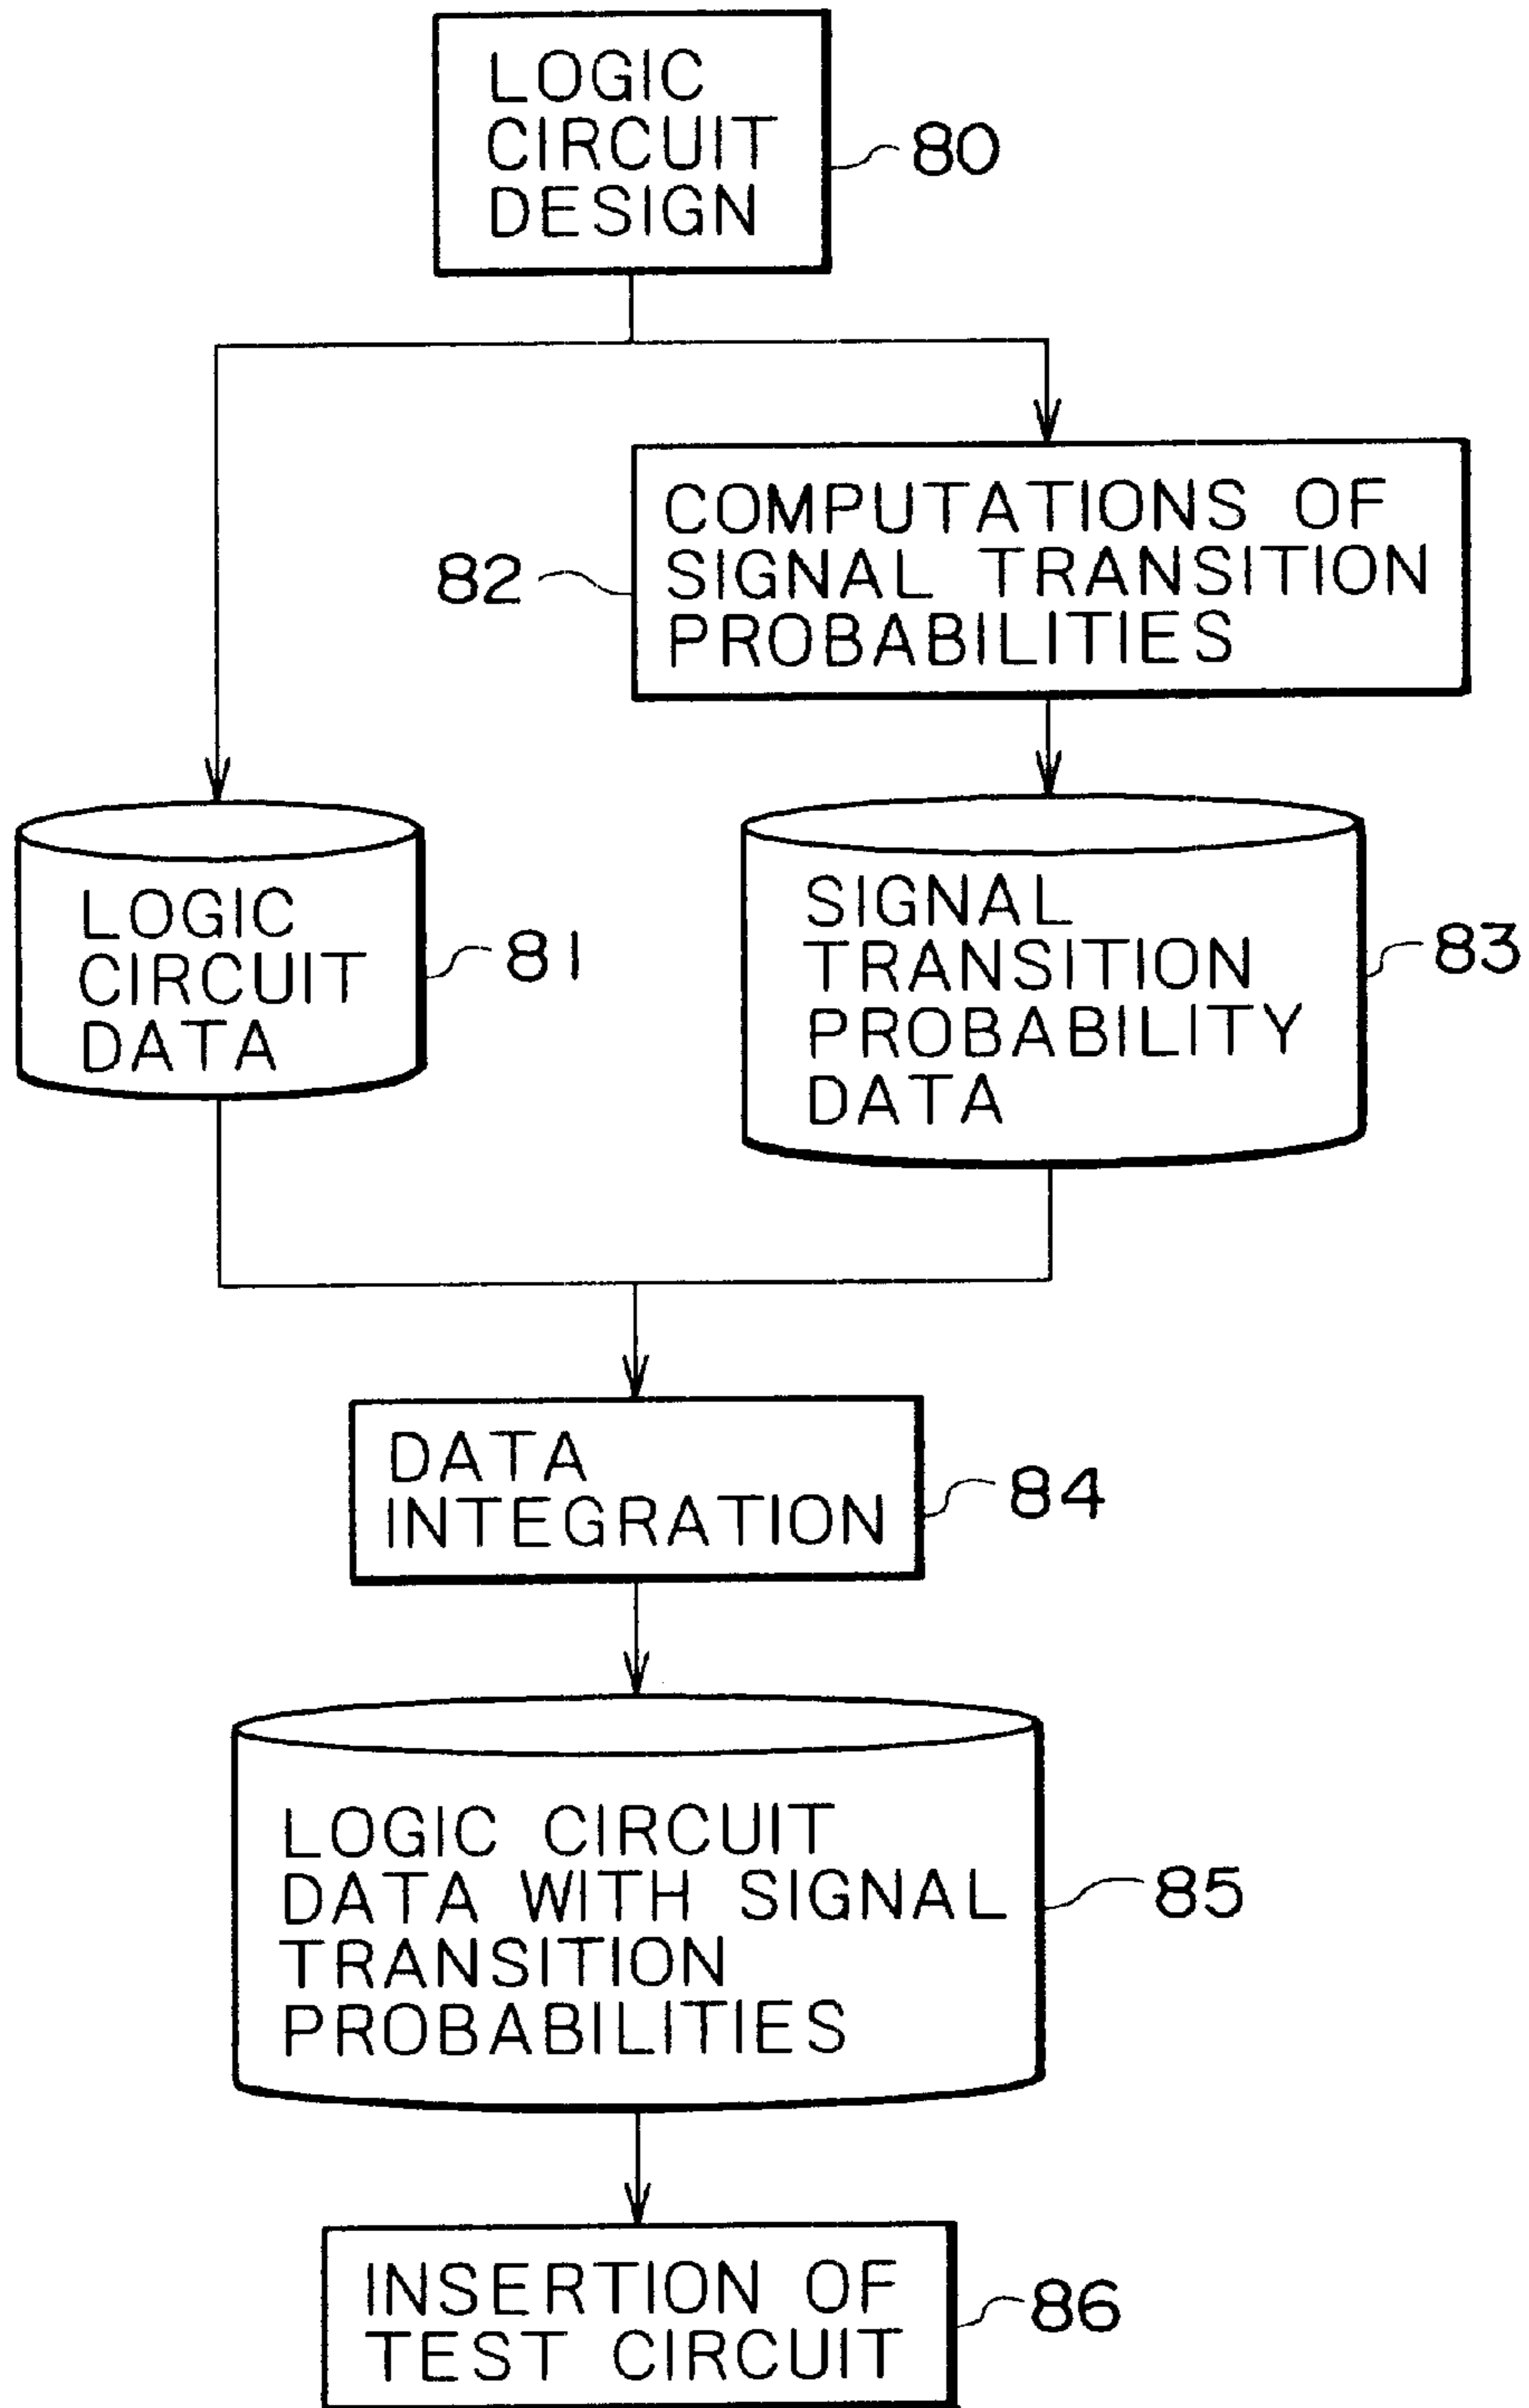 LOGIC
CIRCUIT
DESIGN
80
COMPUTATIONS OF
SIGNAL TRANSITION
PROBABILITIES
82
LOGIC
CIRCUIT
DATA
81
SIGNAL
TRANSITION
PROBABILITY
DATA
83
DATA
INTEGRATION
84
LOGIC CIRCUIT
DATA WITH SIGNAL
TRANSITION
PROBABILITIES
85
INSERTION OF
TEST CIRCUIT
86